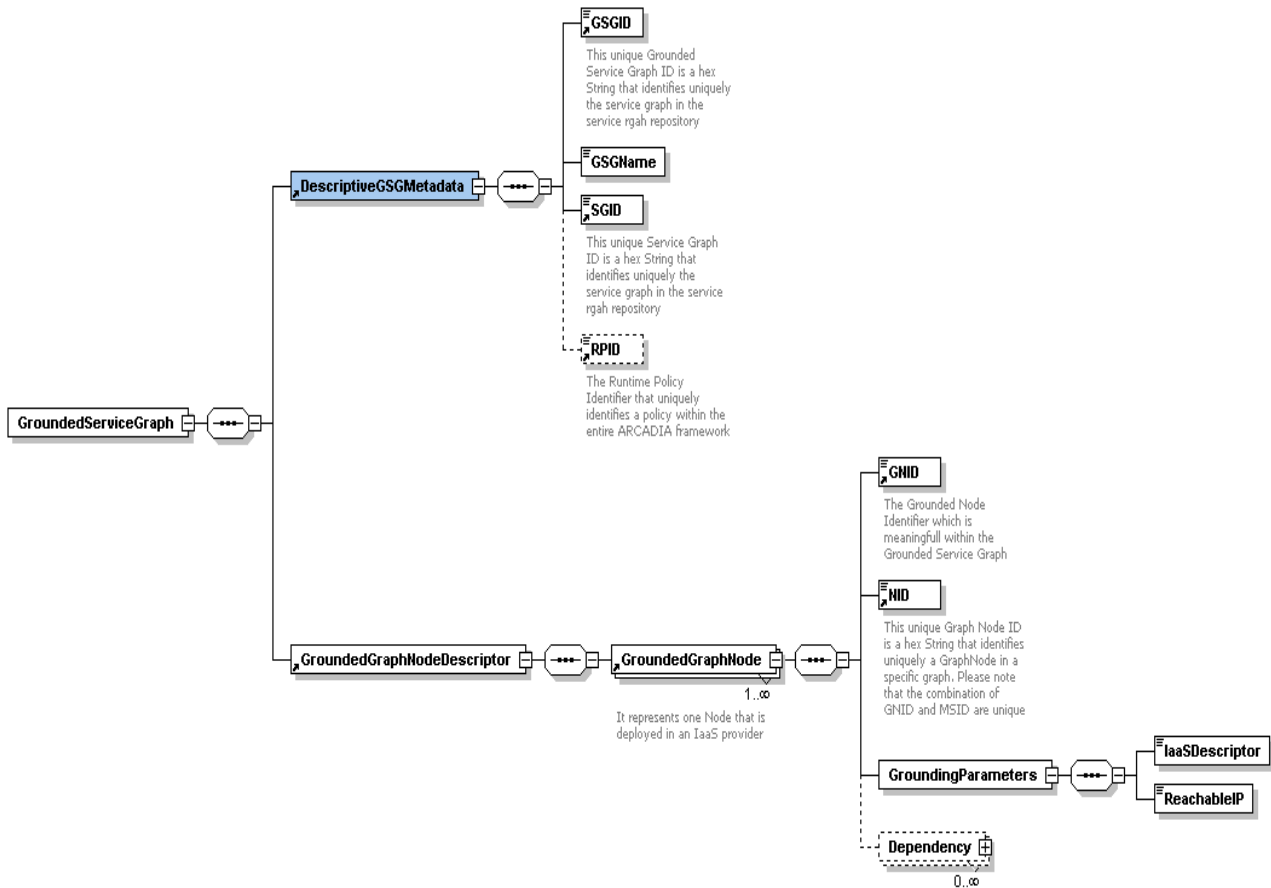 GSGID
This unique Grounded
Service Graph ID is a hex
String that identifies uniquely
the service graph in the
service rgah repository
GSGName
DescriptiveGSGMetadata
SGID
This unique Service Graph
ID is a hex String that
identifies uniquely the
service graph in the service
rgah repository
RPID
The Runtime Policy
Identifier that uniquely
identifies a policy within the
entire ARCADIA framework
GroundedServiceGraph
GNID
The Grounded Node
Identifier which is
meaningfull within the
Grounded Service Graph
NID
This unique Graph Node ID
is a hex String that identifies
uniquely a GraphNode in a
specific graph. Please note
that the combination of
GNID and MSID are unique
GroundedGraphNodeDescriptor
GroundedGraphNode
1..∞
It represents one Node that is
deployed in an IaaS provider
GroundingParameters
IaaSDescriptor
ReachableIP
Dependency
0..∞